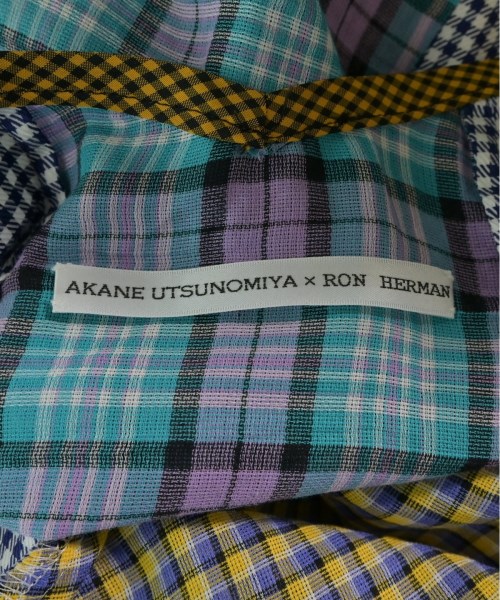 AKANE UTSUNOMIYA × RON HERMAN